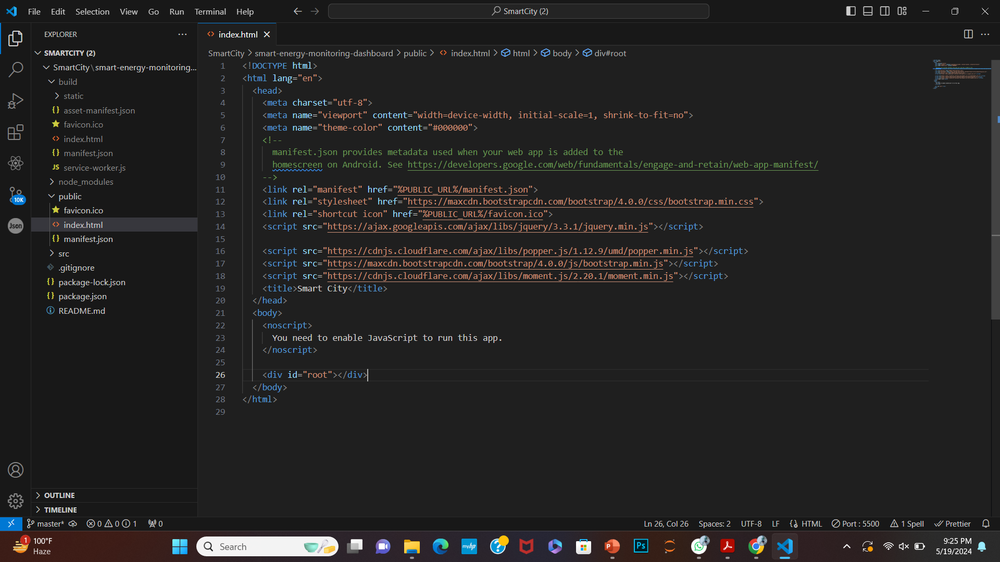 File Edit Selection View Go Run Terminal Help
SmartCity (2)
EXPLORER
SMARTCITY (2)
SmartCity\smart-energy-monitoring...
build
static
asset-manifest.json
favicon.ico
index.html
manifest.json
service-worker.js
node_modules
public
favicon.ico
index.html
manifest.json
src
.gitignore
package-lock.json
package.json
README.md
OUTLINE
TIMELINE
10K
Json
index.html
SmartCity > smart-energy-monitoring-dashboard > public > index.html > html > body > div#root
1 <!DOCTYPE html>
2 <html lang="en">
3 <head>
4 <meta charset="utf-8">
5 <meta name="viewport" content="width=device-width, initial-scale=1, shrink-to-fit=no">
6 <meta name="theme-color" content="#000000">
7 <!--
8 manifest.json provides metadata used when your web app is added to the
9 homescreen on Android. See https://developers.google.com/web/fundamentals/engage-and-retain/web-app-manifest/
10 -->
11 <link rel="manifest" href="%PUBLIC_URL%/manifest.json">
12 <link rel="stylesheet" href="https://maxcdn.bootstrapcdn.com/bootstrap/4.0.0/css/bootstrap.min.css">
13 <link rel="shortcut icon" href="%PUBLIC_URL%/favicon.ico">
14 <script src="https://ajax.googleapis.com/ajax/libs/jquery/3.3.1/jquery.min.js"></script>
15
16 <script src="https://cdnjs.cloudflare.com/ajax/libs/popper.js/1.12.9/umd/popper.min.js"></script>
17 <script src="https://maxcdn.bootstrapcdn.com/bootstrap/4.0.0/js/bootstrap.min.js"></script>
18 <script src="https://cdnjs.cloudflare.com/ajax/libs/moment.js/2.20.1/moment.min.js"></script>
19 <title>Smart City</title>
20 </head>
21 <body>
22 <noscript>
23 You need to enable JavaScript to run this app.
24 </noscript>
25
26 <div id="root"></div>
27 </body>
28 </html>
29
master* 0 0 1 0
Ln 26, Col 26 Spaces: 2 UTF-8 LF HTML Port : 5500 1 Spell Prettier
1 100°F
Haze
Search
myhp
Ps
9:25 PM
5/19/2024